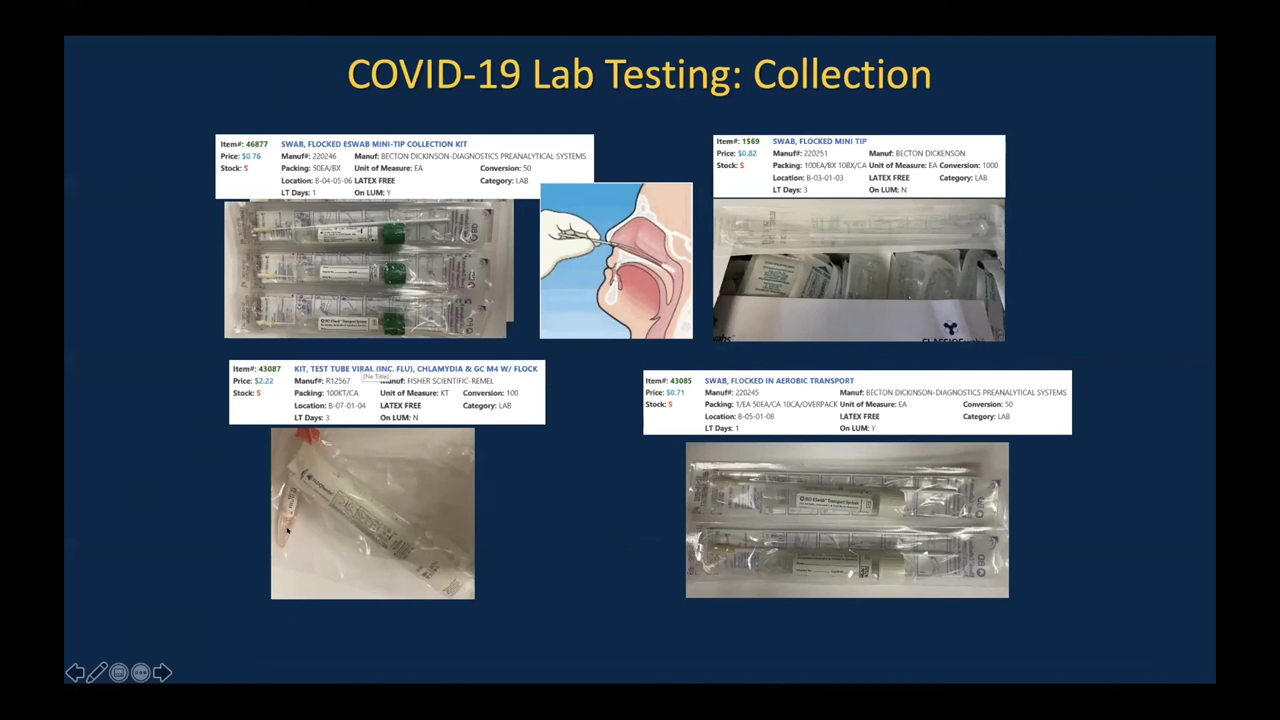 COVID-19 Lab Testing: Collection
Item#: 46877 SWAB, FLOCKED ESWAB MINI-TIP COLLECTION KIT
Price: $0.76 Manuf#: 220246 Manuf: BECTON DICKINSON-DIAGNOSTICS PREANALYTICAL SYSTEMS
Stock: S Packing: 50EA/BX Unit of Measure: EA Conversion: 50
Location: B-04-05-06 LATEX FREE Category: LAB
LT Days: 1 On LUM: Y
Item#: 1569 SWAB, FLOCKED MINI TIP
Price: $0.82 Manuf#: 220251 Manuf: BECTON DICKENSON
Stock: S Packing: 100EA/BX 10BX/CA Unit of Measure: EA Conversion: 1000
Location: B-03-01-03 LATEX FREE Category: LAB
LT Days: 3 On LUM: N
Item#: 43087 KIT, TEST TUBE VIRAL (INC. FLU), CHLAMYDIA & GC M4 W/ FLOCK
[No Title]
Price: $2.22 Manuf#: R12567 Manuf: FISHER SCIENTIFIC-REMEL
Stock: S Packing: 100KT/CA Unit of Measure: KT Conversion: 100
Location: B-07-01-04 LATEX FREE Category: LAB
LT Days: 3 On LUM: N
Item#: 43085 SWAB, FLOCKED IN AEROBIC TRANSPORT
Price: $0.71 Manuf#: 220245 Manuf: BECTON DICKINSON-DIAGNOSTICS PREANALYTICAL SYSTEMS
Stock: S Packing: 1/EA 50EA/CA 10CA/OVERPACK Unit of Measure: EA Conversion: 50
Location: B-05-01-08 LATEX FREE Category: LAB
LT Days: 1 On LUM: Y
BD ESwab Transport System